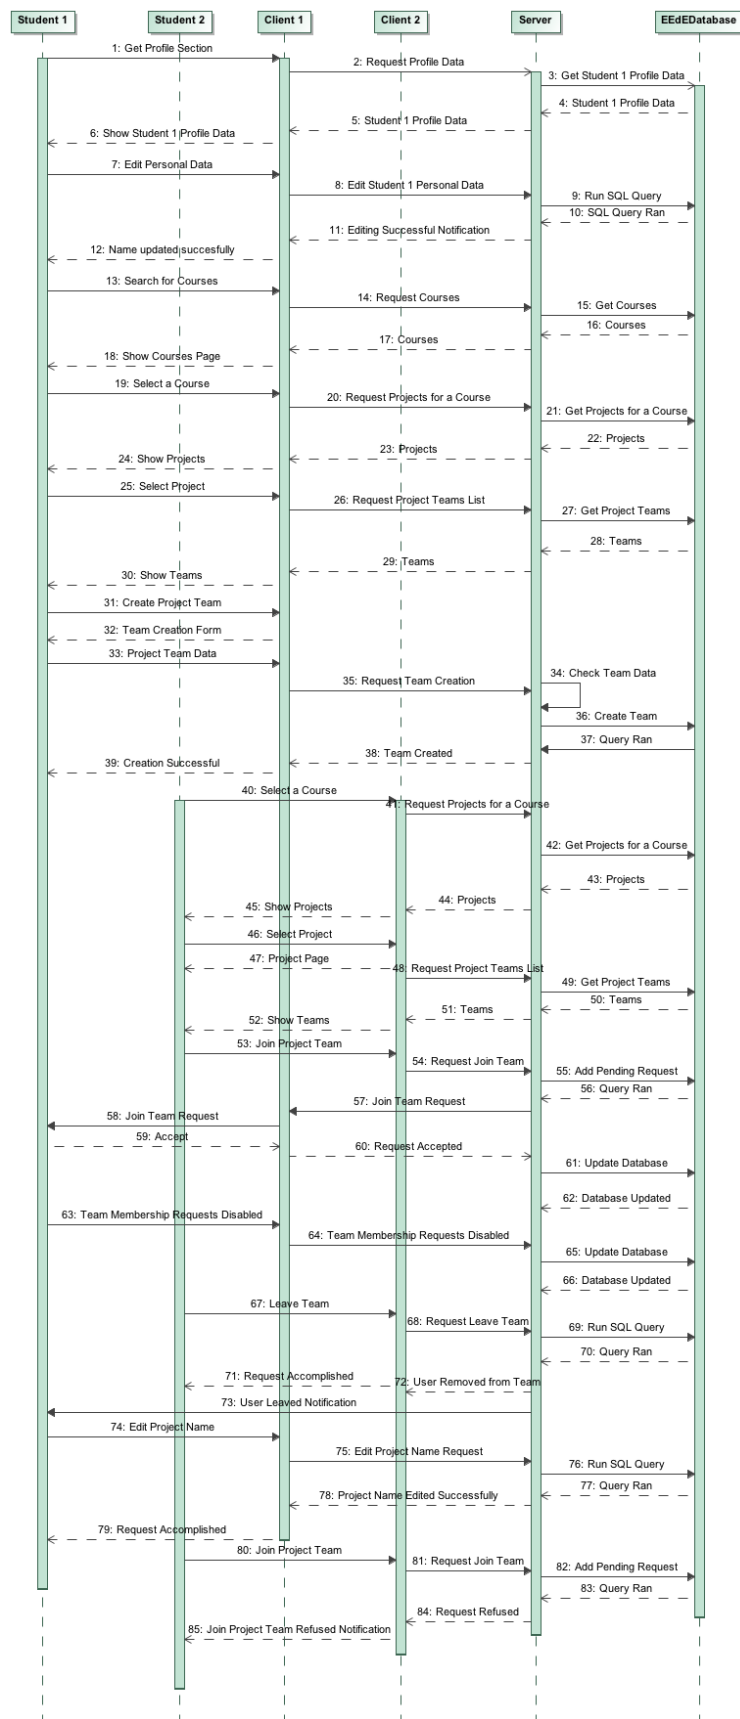 Student 1
Student 2
Client 1
Client 2
Server
EEdEDatabase
1: Get Profile Section
2: Request Profile Data
3: Get Student 1 Profile Data
4: Student 1 Profile Data
5: Student 1 Profile Data
6: Show Student 1 Profile Data
7: Edit Personal Data
8: Edit Student 1 Personal Data
9: Run SQL Query
10: SQL Query Ran
11: Editing Successful Notification
12: Name updated succesfully
13: Search for Courses
14: Request Courses
15: Get Courses
16: Courses
17: Courses
18: Show Courses Page
19: Select a Course
20: Request Projects for a Course
21: Get Projects for a Course
22: Projects
23: Projects
24: Show Projects
25: Select Project
26: Request Project Teams List
27: Get Project Teams
28: Teams
29: Teams
30: Show Teams
31: Create Project Team
32: Team Creation Form
33: Project Team Data
34: Check Team Data
35: Request Team Creation
36: Create Team
37: Query Ran
38: Team Created
39: Creation Successful
40: Select a Course
41: Request Projects for a Course
42: Get Projects for a Course
43: Projects
44: Projects
45: Show Projects
46: Select Project
47: Project Page
48: Request Project Teams List
49: Get Project Teams
50: Teams
51: Teams
52: Show Teams
53: Join Project Team
54: Request Join Team
55: Add Pending Request
56: Query Ran
57: Join Team Request
58: Join Team Request
59: Accept
60: Request Accepted
61: Update Database
62: Database Updated
63: Team Membership Requests Disabled
64: Team Membership Requests Disabled
65: Update Database
66: Database Updated
67: Leave Team
68: Request Leave Team
69: Run SQL Query
70: Query Ran
71: Request Accomplished
72: User Removed from Team
73: User Leaved Notification
74: Edit Project Name
75: Edit Project Name Request
76: Run SQL Query
77: Query Ran
78: Project Name Edited Successfully
79: Request Accomplished
80: Join Project Team
81: Request Join Team
82: Add Pending Request
83: Query Ran
84: Request Refused
85: Join Project Team Refused Notification